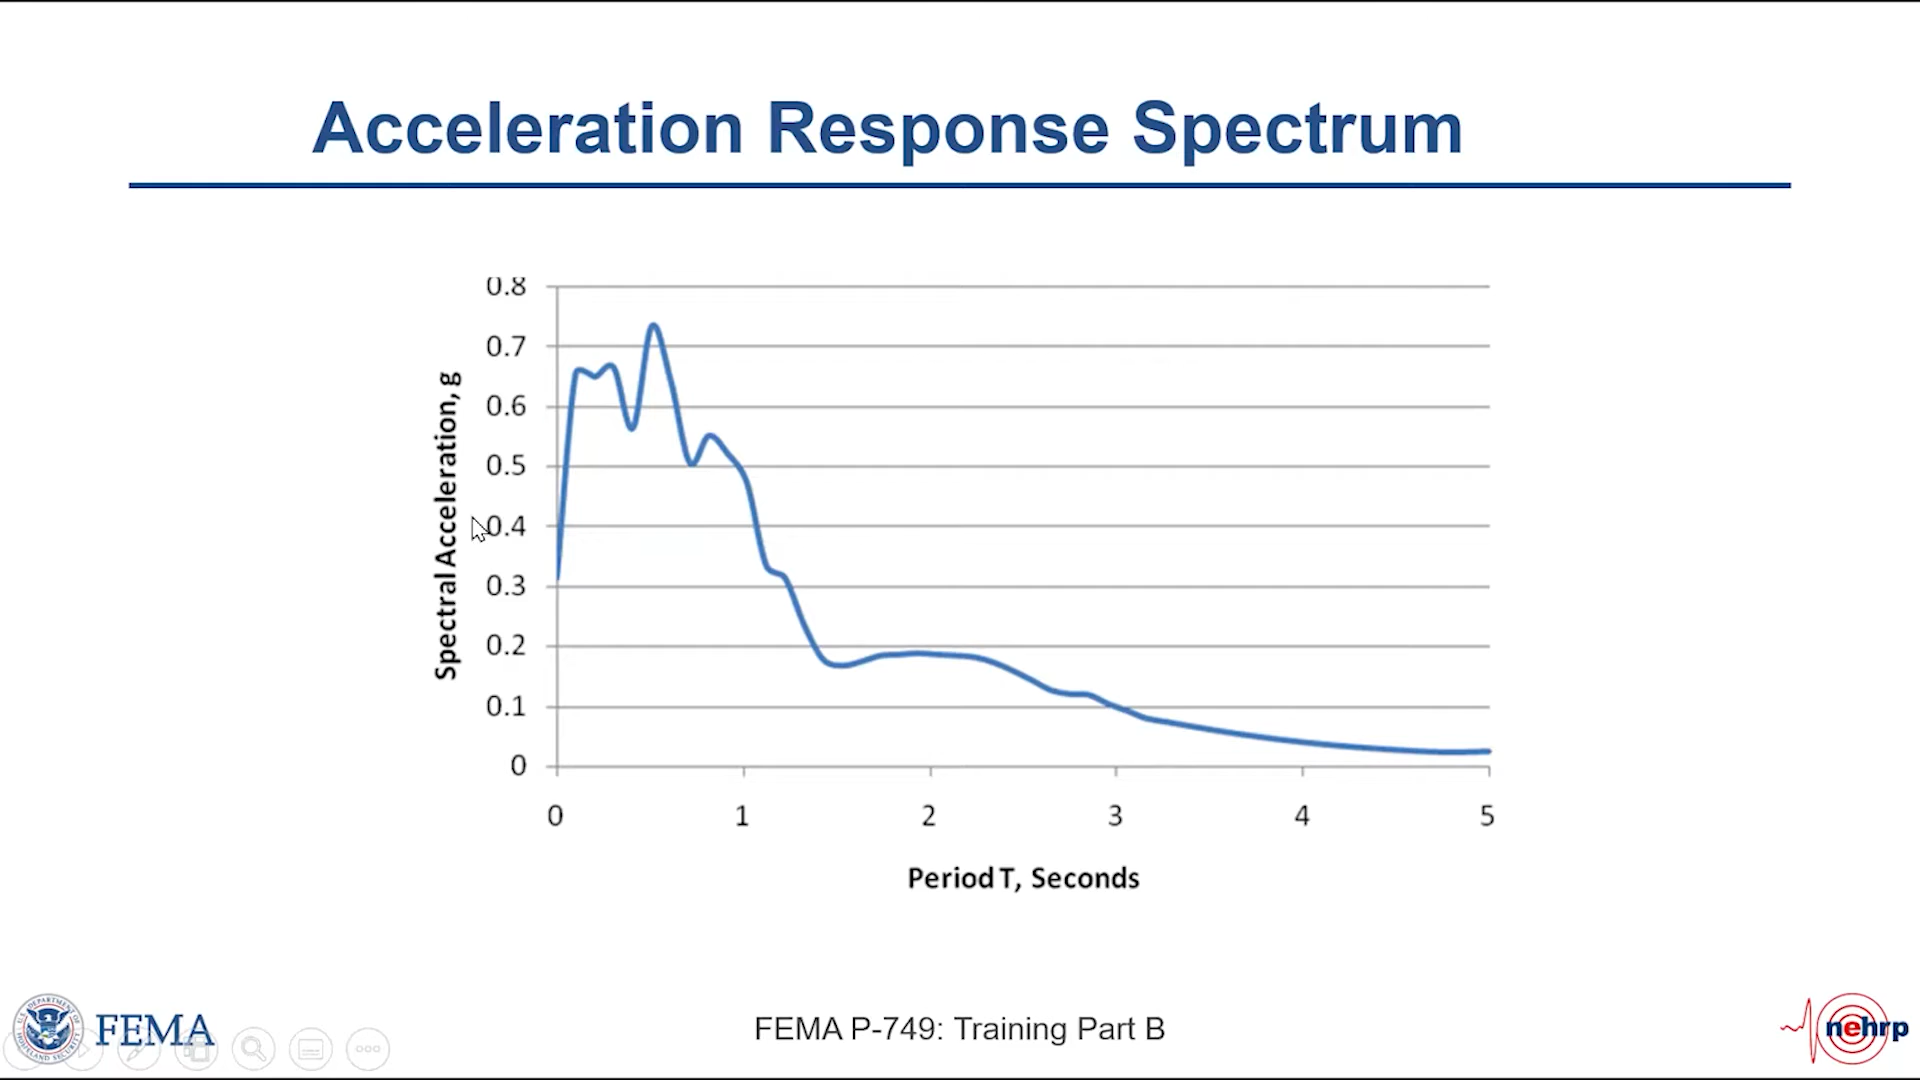 Acceleration Response Spectrum
0.8
0.7
0.6
0.5
0.4
0.3
0.2
0.1
0
Spectral Acceleration, g
0 1 2 3 4 5
Period T, Seconds
FEMA
FEMA P-749: Training Part B
nehrp